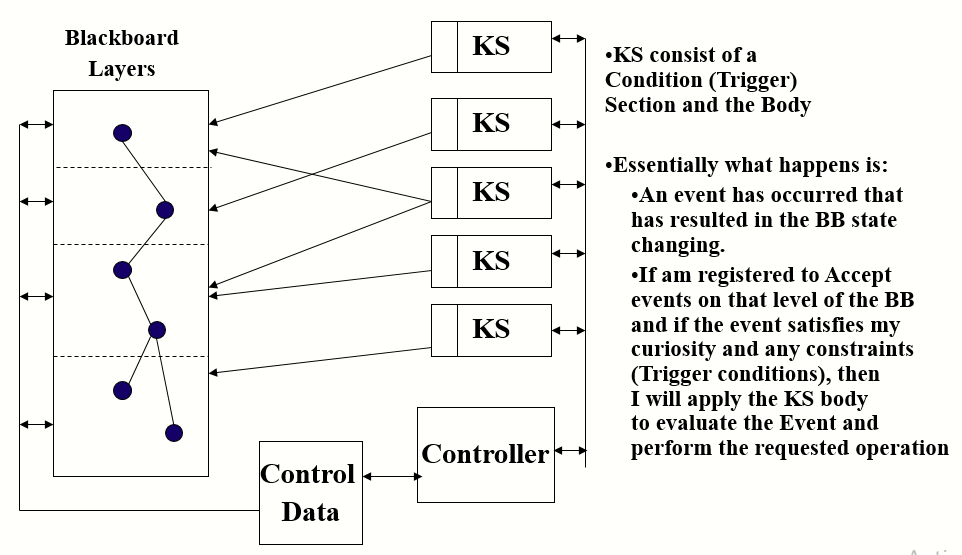 Blackboard
Layers
KS
KS
KS
KS
KS
Controller
Control
Data
•KS consist of a
Condition (Trigger)
Section and the Body
•Essentially what happens is:
•An event has occurred that
has resulted in the BB state
changing.
•If am registered to Accept
events on that level of the BB
and if the event satisfies my
curiosity and any constraints
(Trigger conditions), then
I will apply the KS body
to evaluate the Event and
perform the requested operation